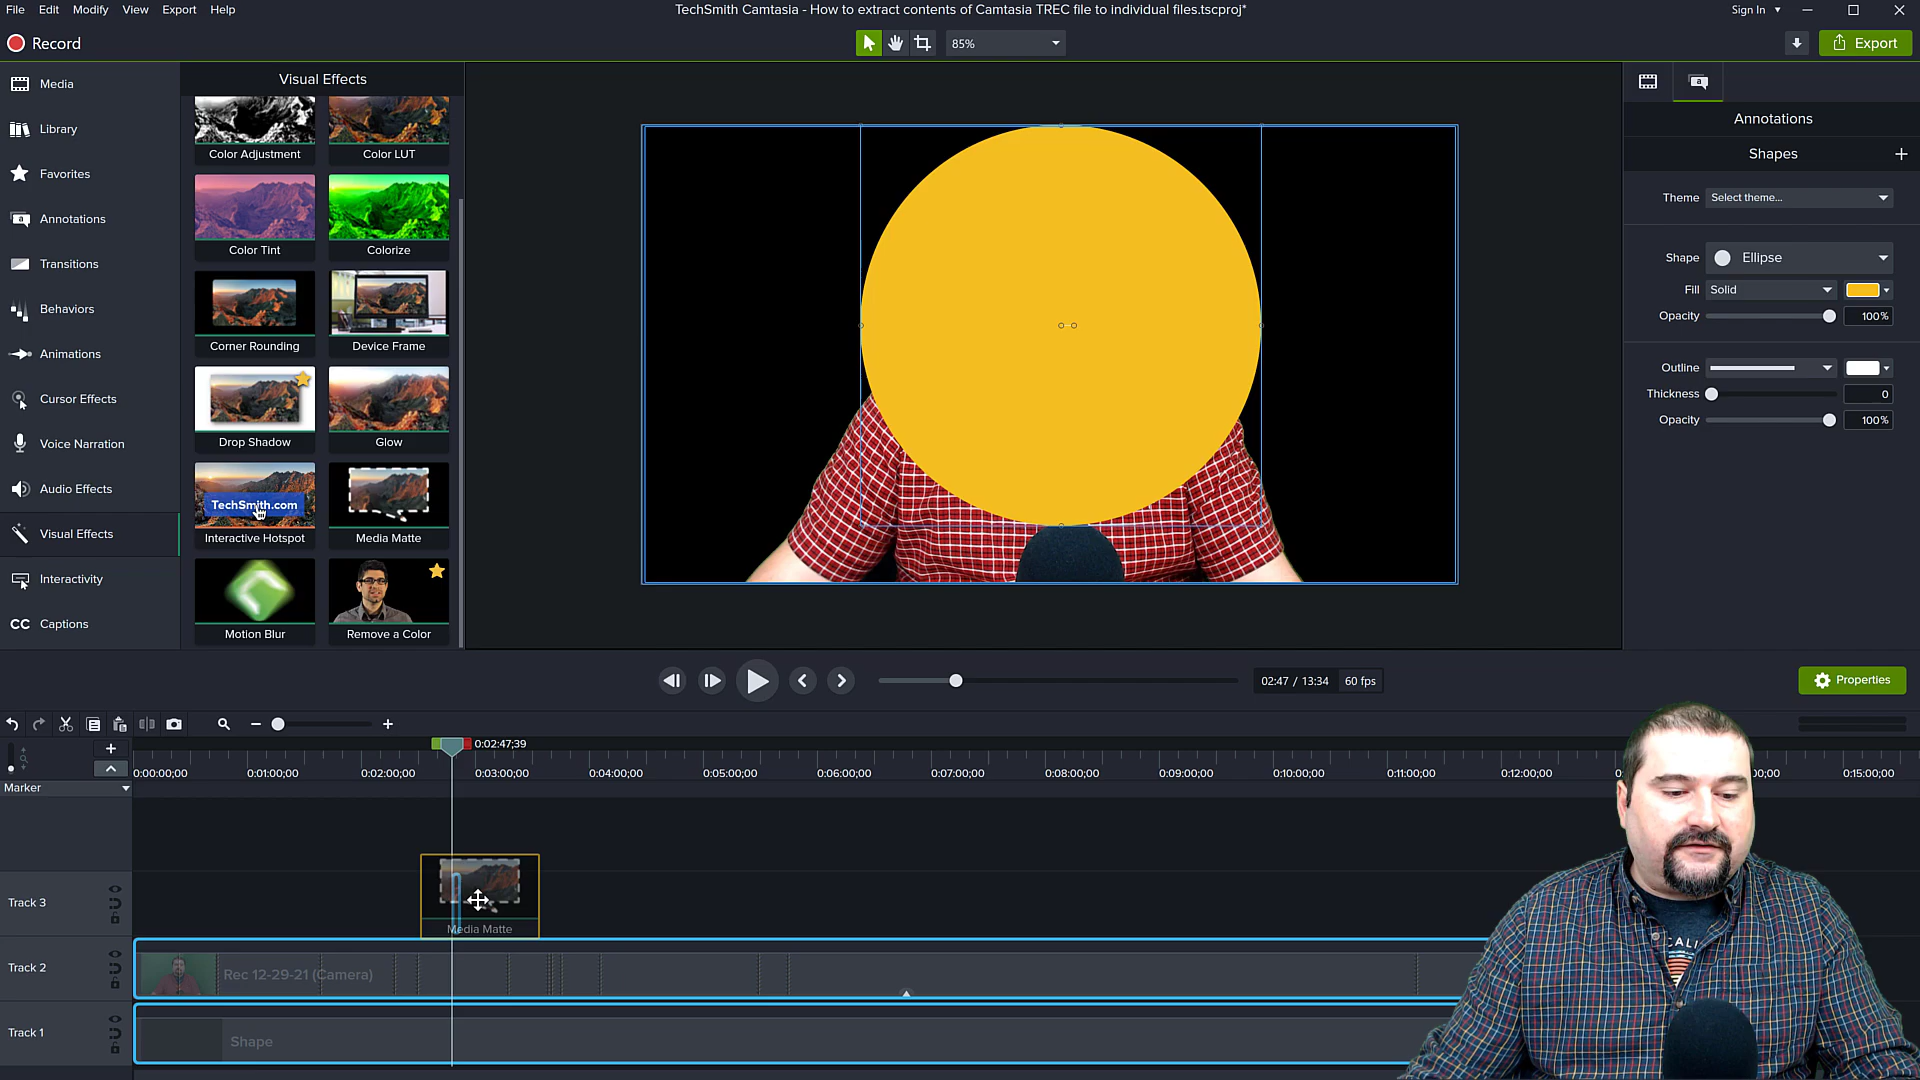 File Edit Modify View Export Help
TechSmith Camtasia - How to extract contents of Camtasia TREC file to individual files.tscproj*
Sign In
Record
85%
Export
Media
Library
Favorites
Annotations
Transitions
Behaviors
Animations
Cursor Effects
Voice Narration
Audio Effects
Visual Effects
Interactivity
CC Captions
Visual Effects
Color Adjustment Color LUT
Color Tint Colorize
Corner Rounding Device Frame
Drop Shadow Glow
TechSmith.com
Interactive Hotspot Media Matte
Motion Blur Remove a Color
a
Annotations
Shapes
Theme Select theme...
Shape Ellipse
Fill Solid
Opacity 100%
Outline
Thickness 0
Opacity 100%
02:47 / 13:34 60 fps
Properties
0:02:47;39
0:00:00;00 0:01:00;00 0:02:00;00 0:03:00;00 0:04:00;00 0:05:00;00 0:06:00;00 0:07:00;00 0:08:00;00 0:09:00;00 0:10:00;00 0:11:00;00 0:12:00;00 0:15:00;00
Marker
Track 3
Media Matte
Track 2
Rec 12-29-21 (Camera)
Track 1
Shape
CALI